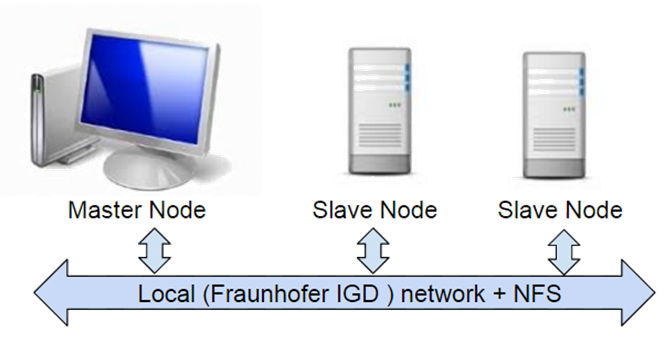 Master Node
Slave Node
Slave Node
Local (Fraunhofer IGD ) network + NFS